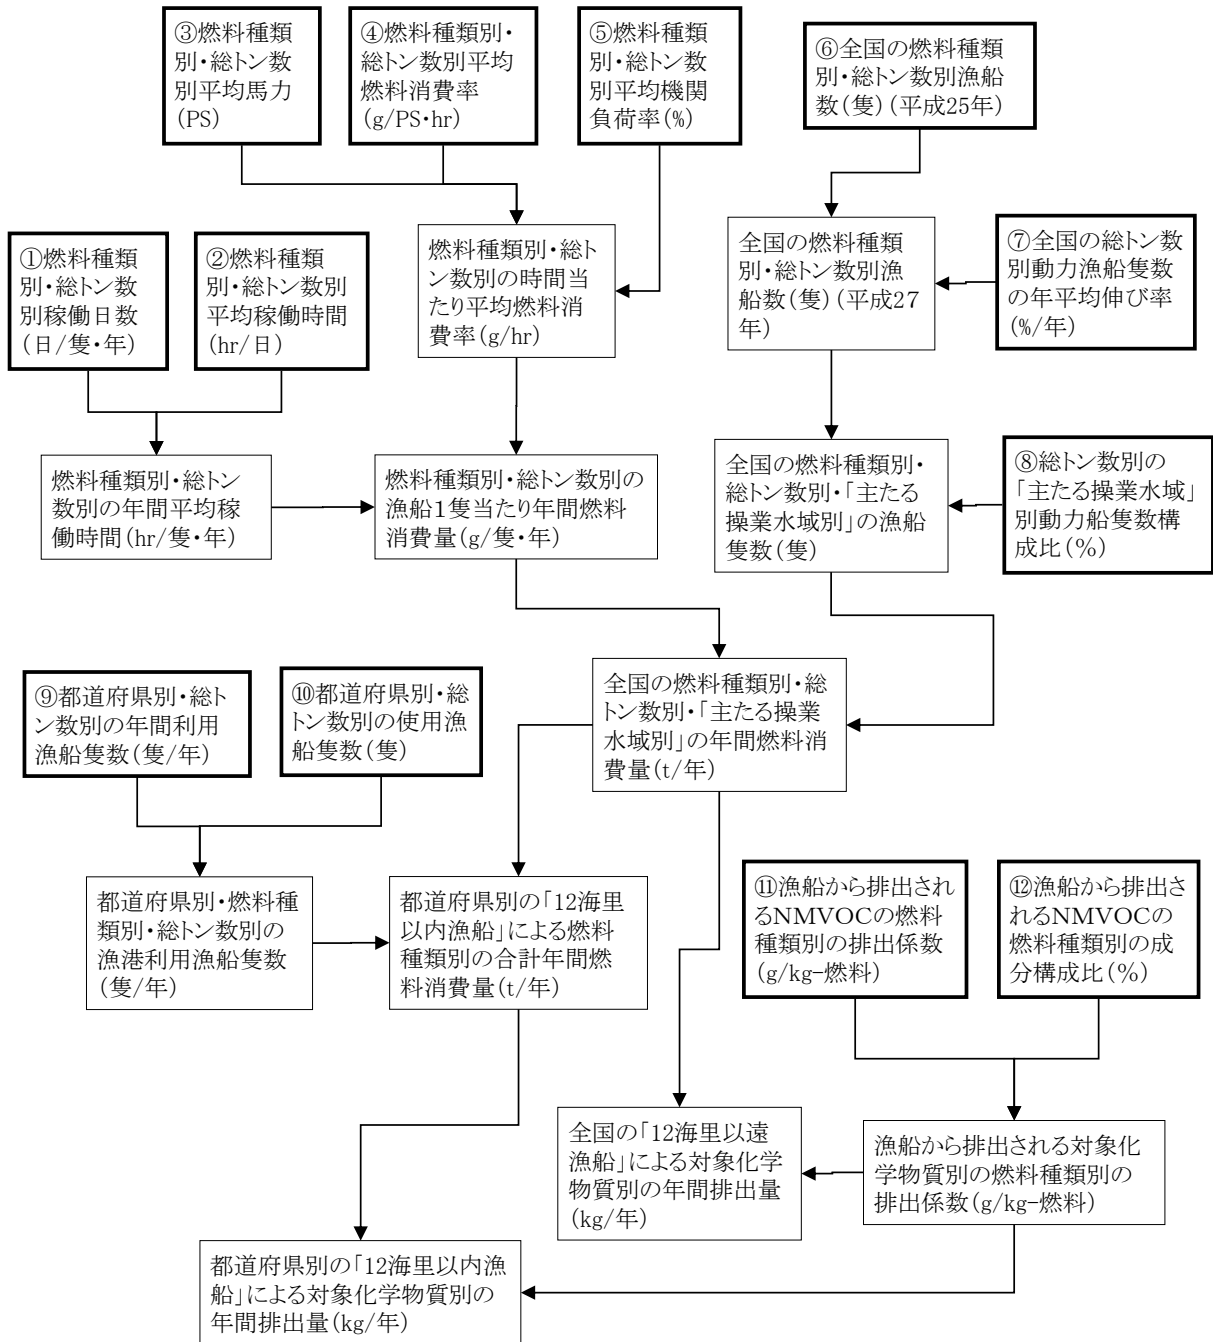 ③燃料種類
別・総トン数
別平均馬力
(PS)
④燃料種類別・
総トン数別平均
燃料消費率
(g/PS・hr)
⑤燃料種類
別・総トン数
別平均機関
負荷率(%)
⑥全国の燃料種類
別・総トン数別漁船
数(隻)(平成25年)
①燃料種類
別・総トン数
別稼働日数
(日/隻・年)
②燃料種類
別・総トン数別
平均稼働時間
(hr/日)
燃料種類別・総ト
ン数別の時間当
たり平均燃料消
費率(g/hr)
全国の燃料種類
別・総トン数別漁
船数(隻)(平成27
年)
⑦全国の総トン数
別動力漁船隻数
の年平均伸び率
(%/年)
燃料種類別・総トン
数別の年間平均稼
働時間(hr/隻・年)
燃料種類別・総トン数別の
漁船1隻当たり年間燃料
消費量(g/隻・年)
全国の燃料種類別・
総トン数別・「主たる
操業水域別」の漁船
隻数(隻)
⑧総トン数別の
「主たる操業水域」
別動力船隻数構
成比(%)
⑨都道府県別・総ト
ン数別の年間利用
漁船隻数(隻/年)
⑩都道府県別・総
トン数別の使用漁
船隻数(隻)
全国の燃料種類別・総
トン数別・「主たる操業
水域別」の年間燃料消
費量(t/年)
都道府県別・燃料種
類別・総トン数別の
漁港利用漁船隻数
(隻/年)
都道府県別の「12海里
以内漁船」による燃料
種類別の合計年間燃
料消費量(t/年)
⑪漁船から排出され
るNMVOCの燃料
種類別の排出係数
(g/kg-燃料)
⑫漁船から排出さ
れるNMVOCの
燃料種類別の成
分構成比(%)
全国の「12海里以遠
漁船」による対象化学
物質別の年間排出量
(kg/年)
漁船から排出される対象化
学物質別の燃料種類別の
排出係数(g/kg-燃料)
都道府県別の「12海里以内漁
船」による対象化学物質別の
年間排出量(kg/年)